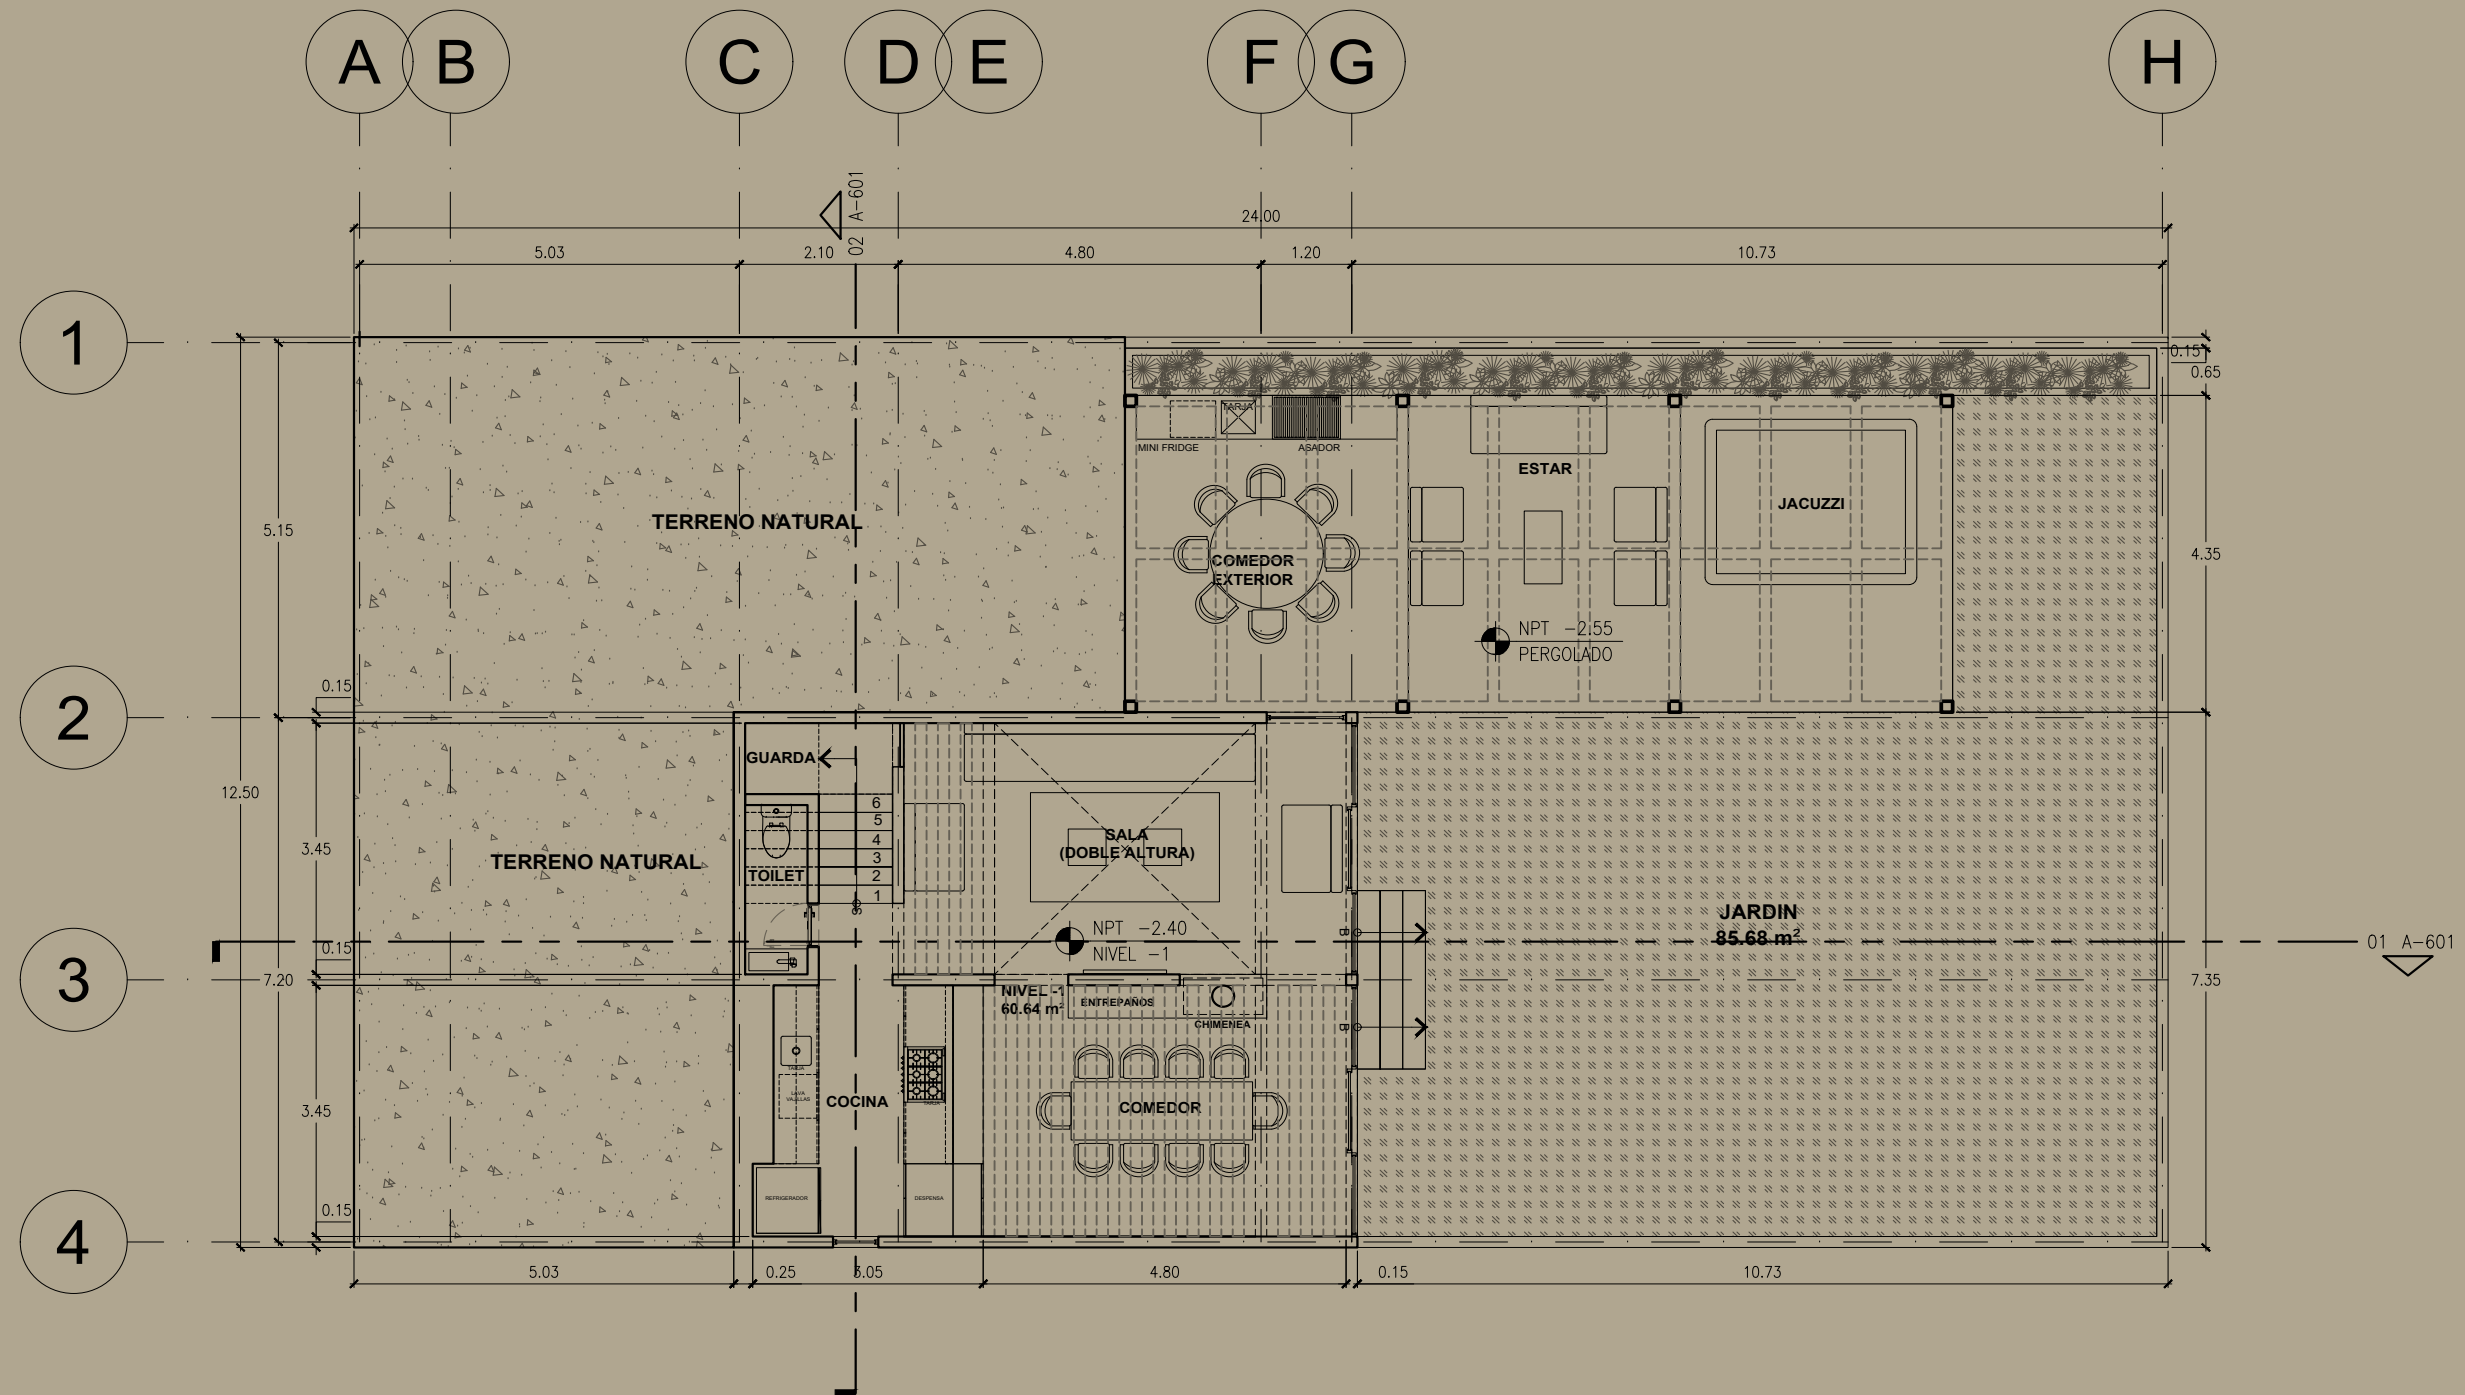 A B C D E F G H
02 A-601
24.00
5.03 2.10 4.80 1.20 10.73
1
0.15
0.65
TARJA
MINI FRIDGE
ASADOR
ESTAR
JACUZZI
TERRENO NATURAL
5.15
COMEDOR
EXTERIOR
4.35
NPT -2.55
PERGOLADO
0.15
2
GUARDA
12.50
6
5
4
3
2
1
SALA
(DOBLE ALTURA)
3.45
TERRENO NATURAL
TOILET
S
JARDIN
85.68 m²
NPT -2.40
NIVEL -1
B
01 A-601
0.15
3
7.20
7.35
NIVEL -1
60.64 m²
ENTREPAÑOS
CHIMENEA
B
TARJA
LAVA
VAJILLAS
COCINA
TARJA
COMEDOR
3.45
REFRIGERADOR
DESPENSA
0.15
4
5.03 0.25 3.05 4.80 0.15 10.73